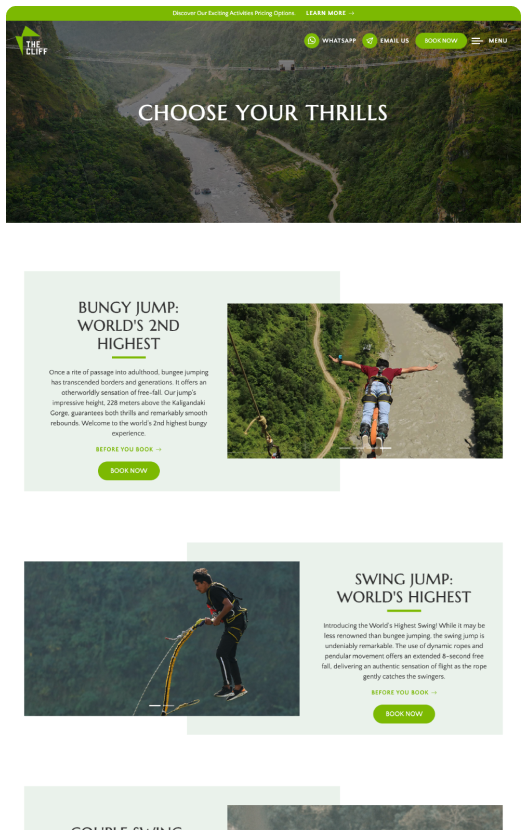 Discover Our Exciting Activities Pricing Options. LEARN MORE →
THE
CLIFF
WHATSAPP EMAIL US BOOK NOW MENU
CHOOSE YOUR THRILLS
BUNGY JUMP:
WORLD'S 2ND
HIGHEST
Once a rite of passage into adulthood, bungee jumping
has transcended borders and generations. It offers an
otherworldly sensation of free-fall. Our jump's
impressive height, 228 meters above the Kaligandaki
Gorge, guarantees both thrills and remarkably smooth
rebounds. Welcome to the world's 2nd highest bungy
experience.
BEFORE YOU BOOK →
BOOK NOW
SWING JUMP:
WORLD'S HIGHEST
Introducing the World's Highest Swing! While it may be
less renowned than bungee jumping, the swing jump is
undeniably remarkable. The use of dynamic ropes and
pendular movement offers an extended 8-second free
fall, delivering an authentic sensation of flight as the rope
gently catches the swingers.
BEFORE YOU BOOK →
BOOK NOW
COUPLE SWING